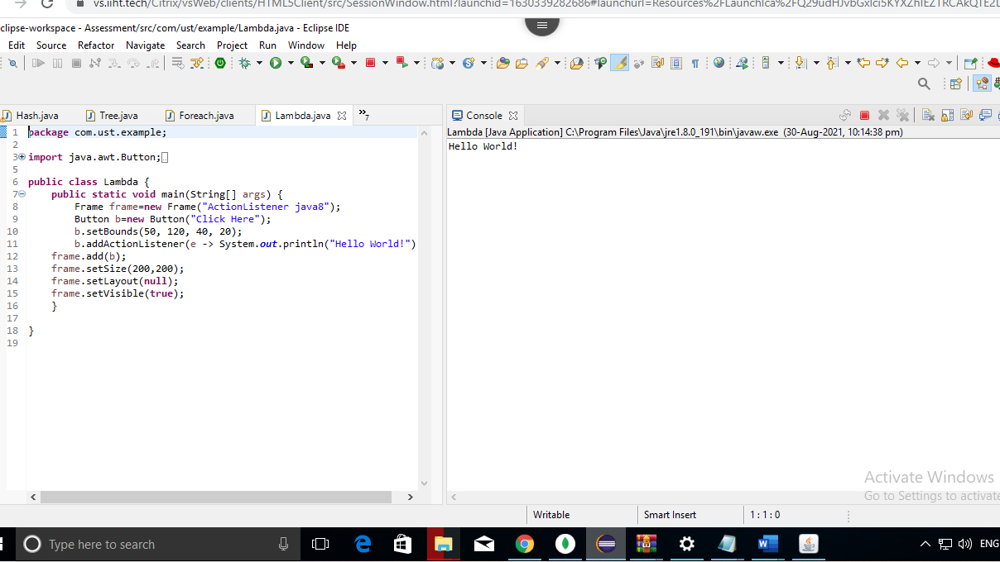 vs.iiht.tech/Citrix/vsWeb/clients/HTML5Client/src/SessionWindow.html?launchid=1630339282686#launchurl=Resources%2FLaunchIca%2FQ29udHJvbGxlci5KYXZhIEZTRCAkQTE2
clipse-workspace - Assessment/src/com/ust/example/Lambda.java - Eclipse IDE
Edit Source Refactor Navigate Search Project Run Window Help
Hash.java Tree.java Foreach.java Lambda.java »7
Console
Lambda [Java Application] C:\Program Files\Java\jre1.8.0_191\bin\javaw.exe (30-Aug-2021, 10:14:38 pm)
Hello World!
1 package com.ust.example;
2
3 import java.awt.Button;
5
6 public class Lambda {
7 public static void main(String[] args) {
8 Frame frame=new Frame("ActionListener java8");
9 Button b=new Button("Click Here");
10 b.setBounds(50, 120, 40, 20);
11 b.addActionListener(e -> System.out.println("Hello World!")
12 frame.add(b);
13 frame.setSize(200,200);
14 frame.setLayout(null);
15 frame.setVisible(true);
16 }
17
18 }
19
Activate Windows
Go to Settings to activate
Writable Smart Insert 1 : 1 : 0
Type here to search
ENG